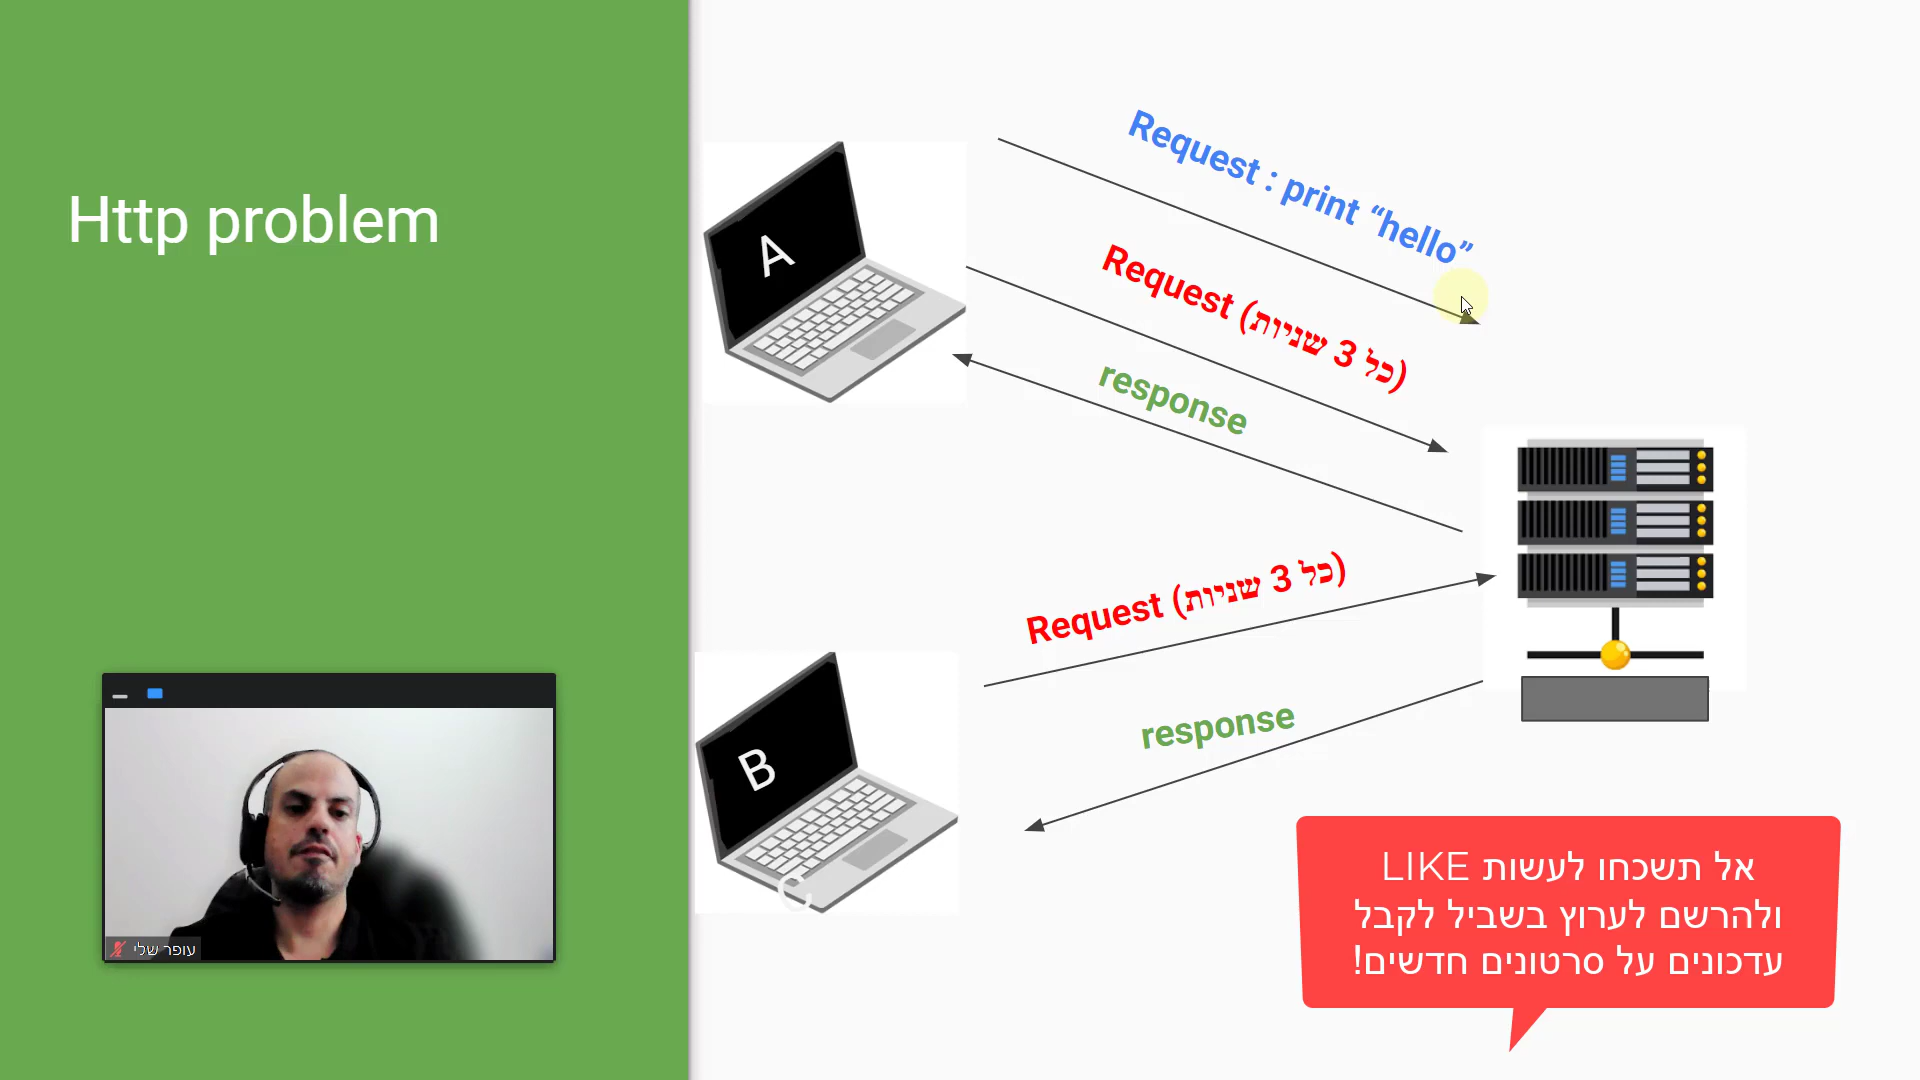 Http problem
A
Request : print “hello”
Request (כל 3 שניות)
response
Request (כל 3 שניות)
response
B
C
עופר שלי
אל תשכחו לעשות LIKE
ולהרשם לערוץ בשביל לקבל
עדכונים על סרטונים חדשים!